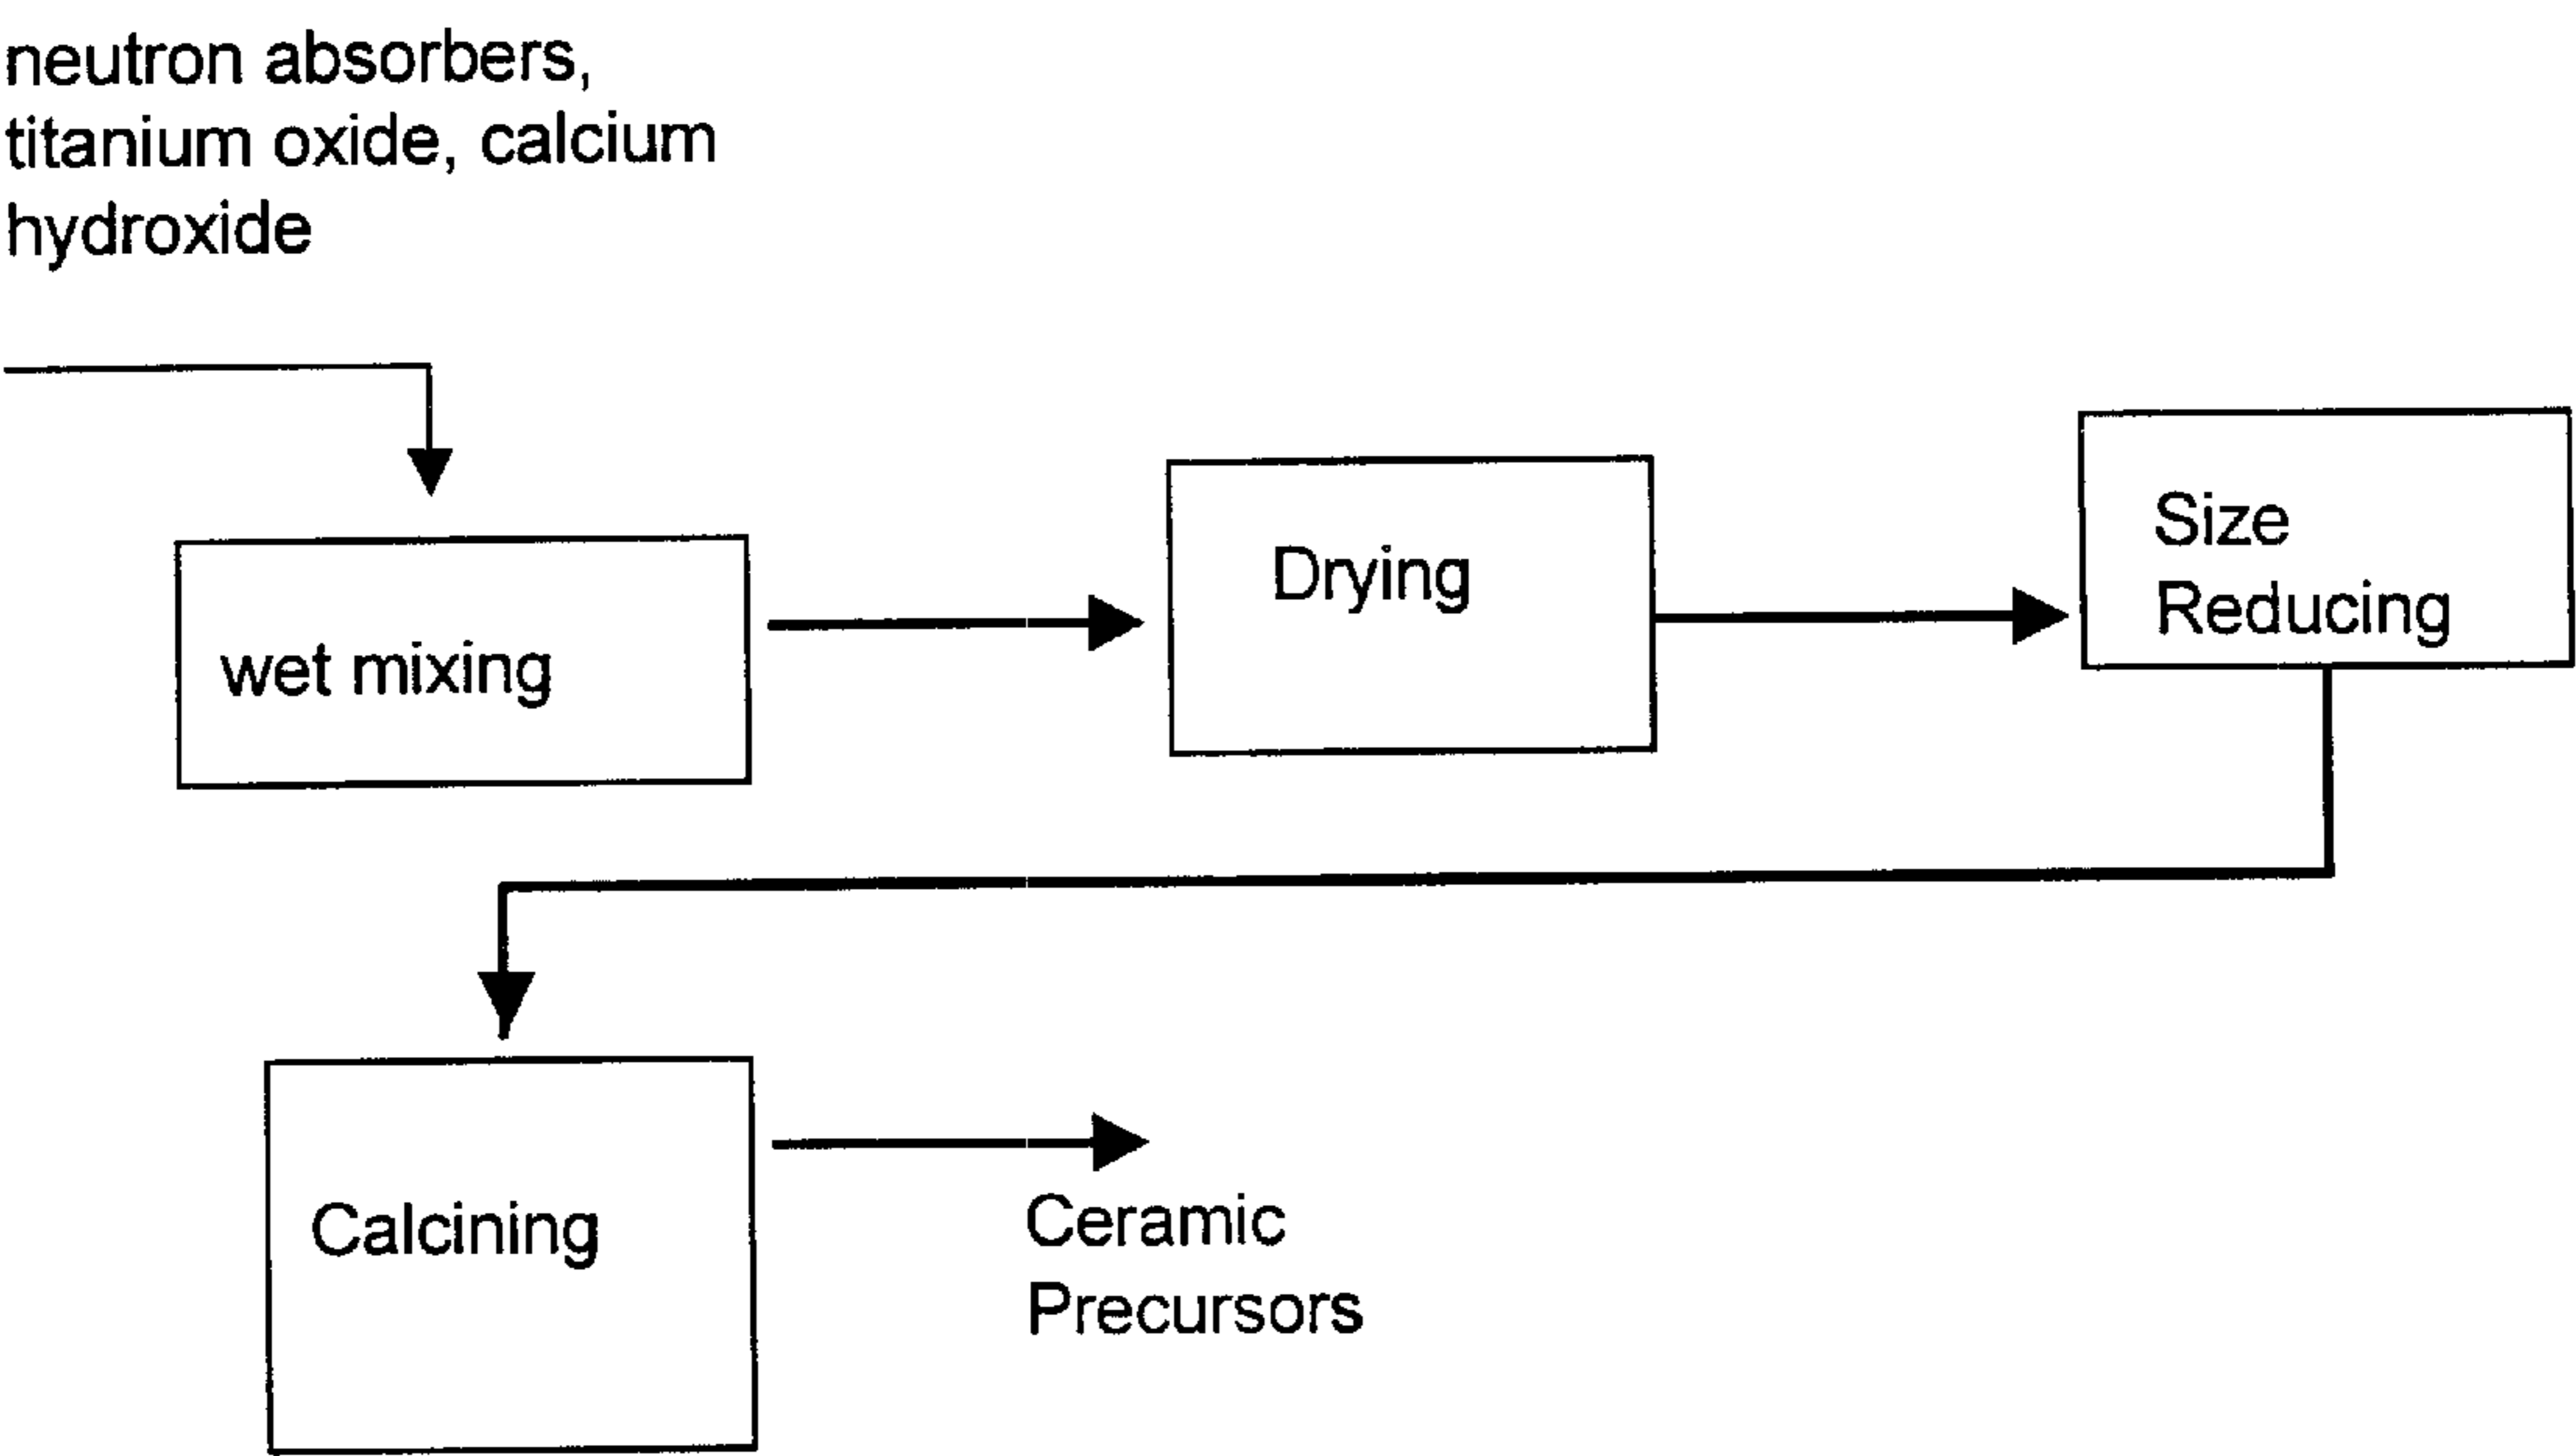 neutron absorbers,
titanium oxide, calcium
hydroxide
wet mixing
Drying
Size
Reducing
Calcining
Ceramic
Precursors